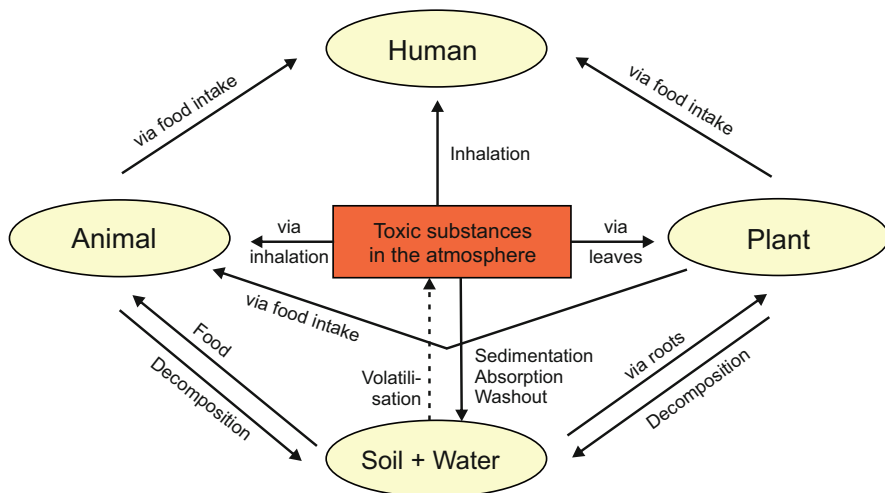 Human
via food intake
via food intake
Inhalation
Animal
via
inhalation
Toxic substances
in the atmosphere
via
leaves
Plant
via food intake
Food
Decomposition
Volatili-
sation
Sedimentation
Absorption
Washout
via roots
Decomposition
Soil + Water